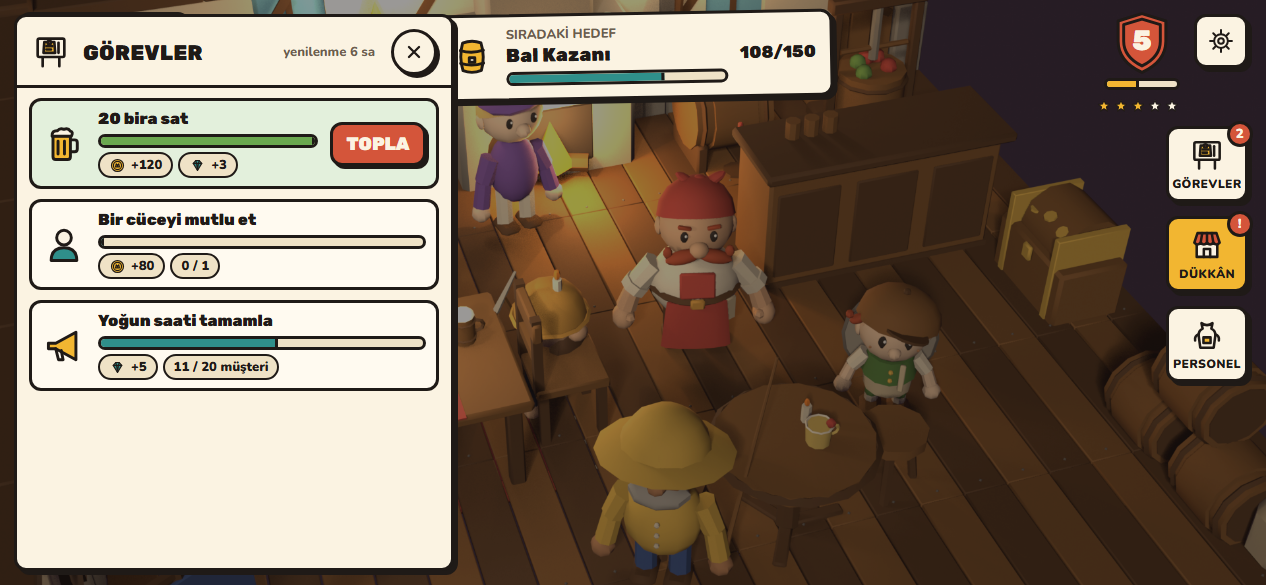 GÖREVLER
yenilenme 6 sa
20 bira sat
+120
+3
TOPLA
Bir cüceyi mutlu et
+80
0 / 1
Yoğun saati tamamla
+5
11 / 20 müşteri
SIRADAKİ HEDEF
Bal Kazanı
108/150
5
2
GÖREVLER
!
DÜKKÂN
PERSONEL